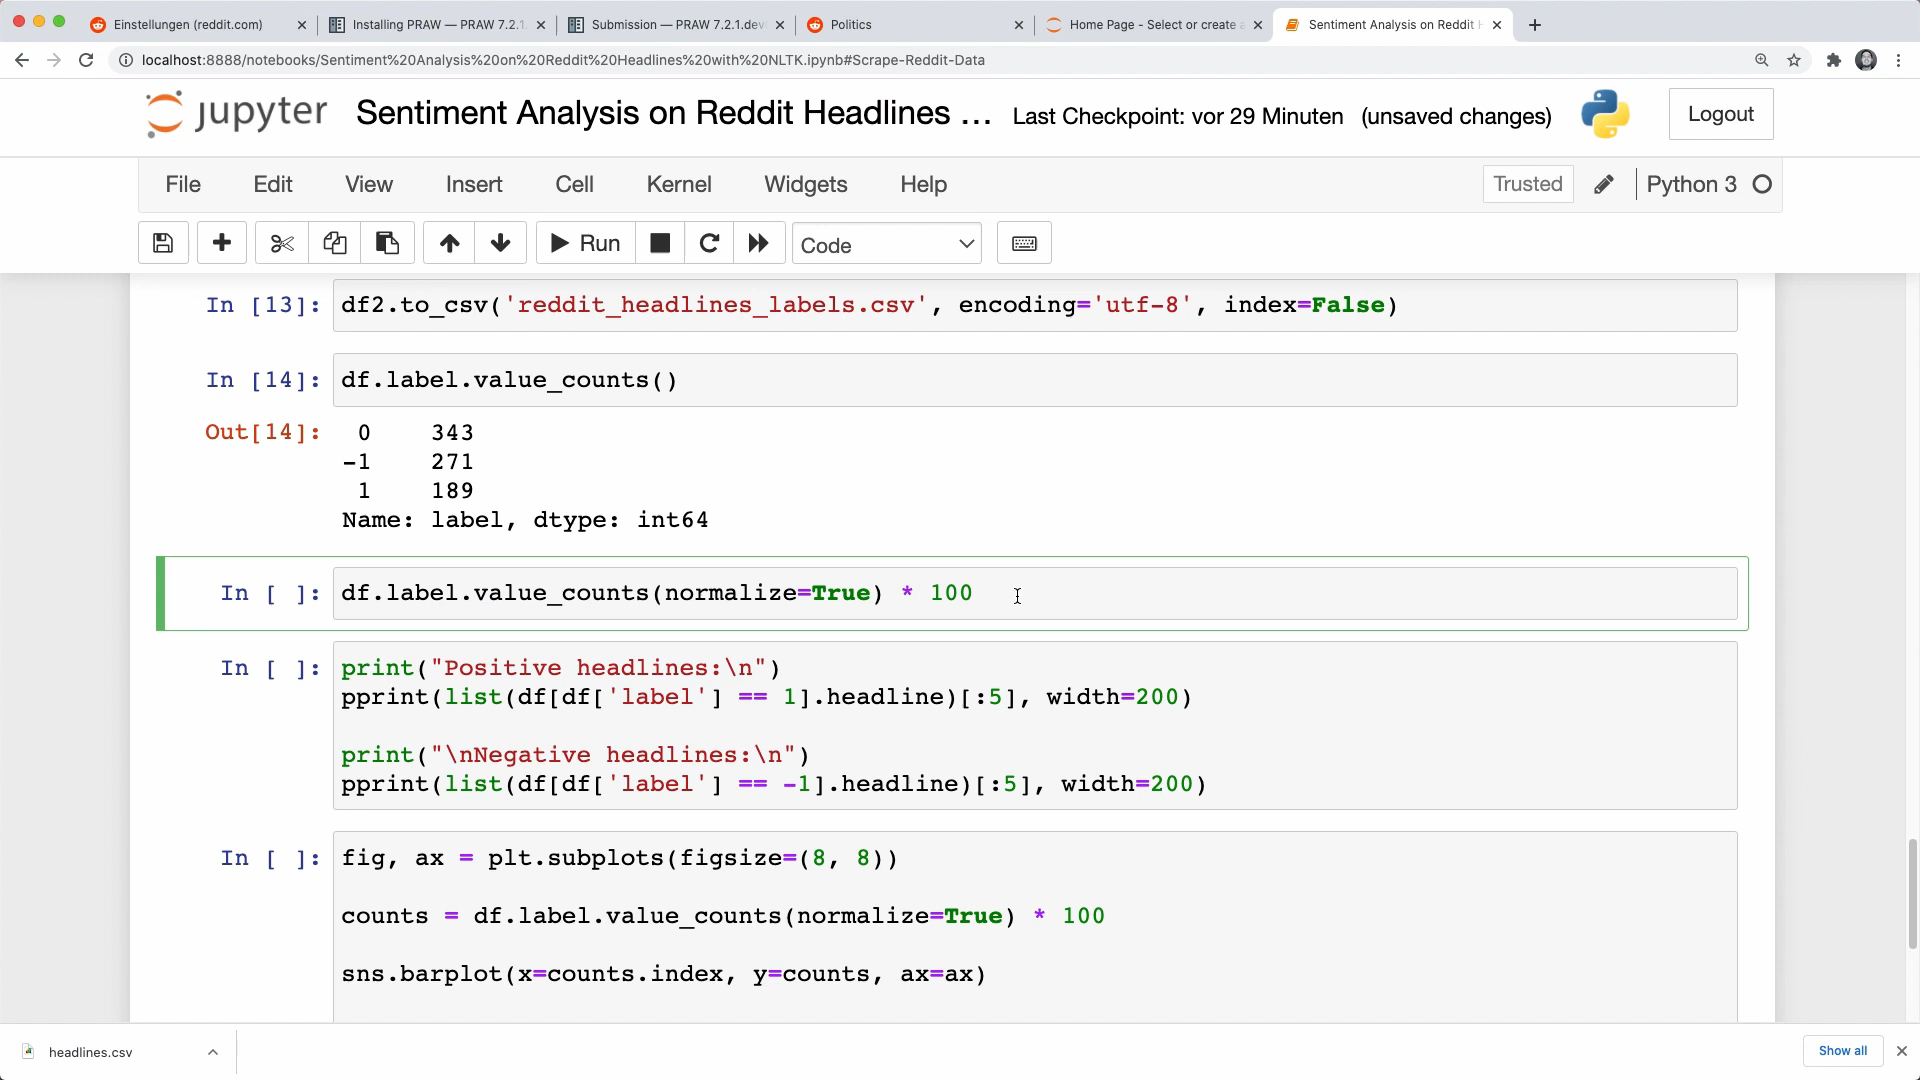 Einstellungen (reddit.com)
Installing PRAW — PRAW 7.2.1.
Submission — PRAW 7.2.1.dev
Politics
Home Page - Select or create a
Sentiment Analysis on Reddit H
localhost:8888/notebooks/Sentiment%20Analysis%20on%20Reddit%20Headlines%20with%20NLTK.ipynb#Scrape-Reddit-Data
jupyter
Sentiment Analysis on Reddit Headlines ...
Last Checkpoint: vor 29 Minuten (unsaved changes)
Logout
File Edit View Insert Cell Kernel Widgets Help
Trusted
Python 3
Run
Code
In [13]: df2.to_csv('reddit_headlines_labels.csv', encoding='utf-8', index=False)
In [14]: df.label.value_counts()
Out[14]: 0 343
-1 271
1 189
Name: label, dtype: int64
In [ ]: df.label.value_counts(normalize=True) * 100
In [ ]: print("Positive headlines:\n")
pprint(list(df[df['label'] == 1].headline)[:5], width=200)
print("\nNegative headlines:\n")
pprint(list(df[df['label'] == -1].headline)[:5], width=200)
In [ ]: fig, ax = plt.subplots(figsize=(8, 8))
counts = df.label.value_counts(normalize=True) * 100
sns.barplot(x=counts.index, y=counts, ax=ax)
headlines.csv
Show all